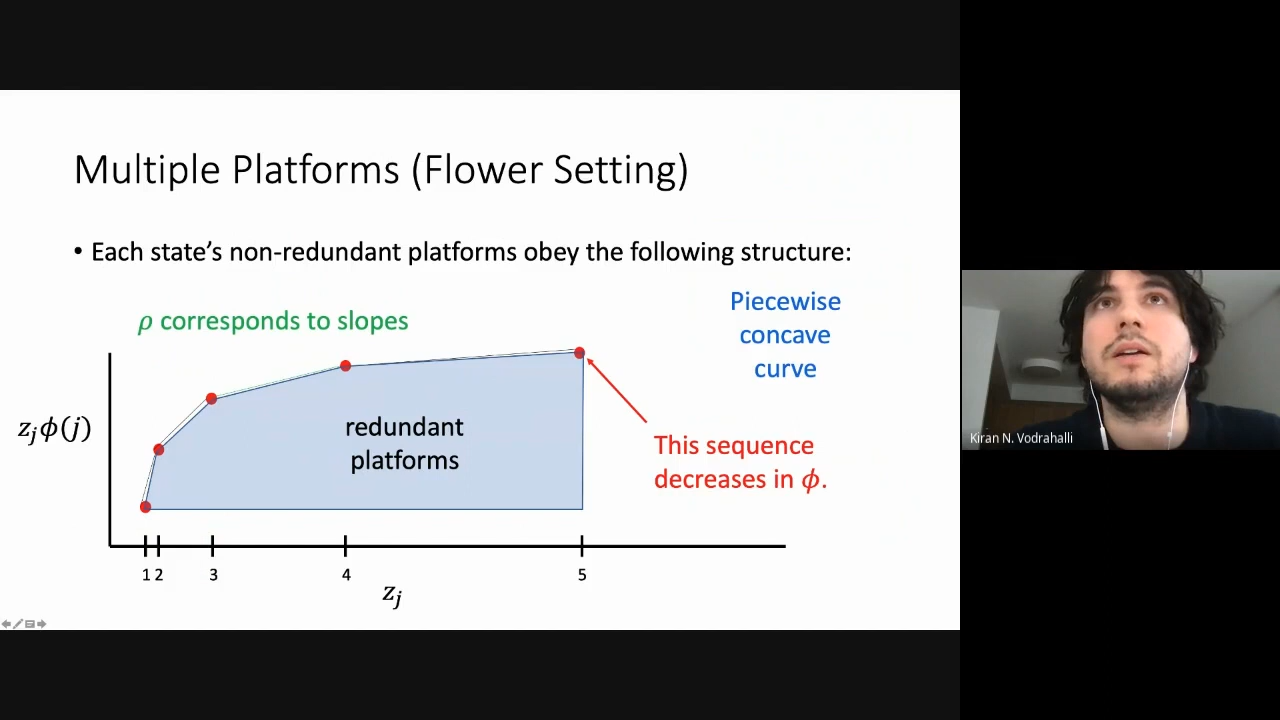 Multiple Platforms (Flower Setting)
• Each state's non-redundant platforms obey the following structure:
ρ corresponds to slopes
Piecewise
concave
curve
z_jϕ(j)
redundant
platforms
This sequence
decreases in ϕ.
1 2 3 4 5
z_j
Kiran N. Vodrahalli